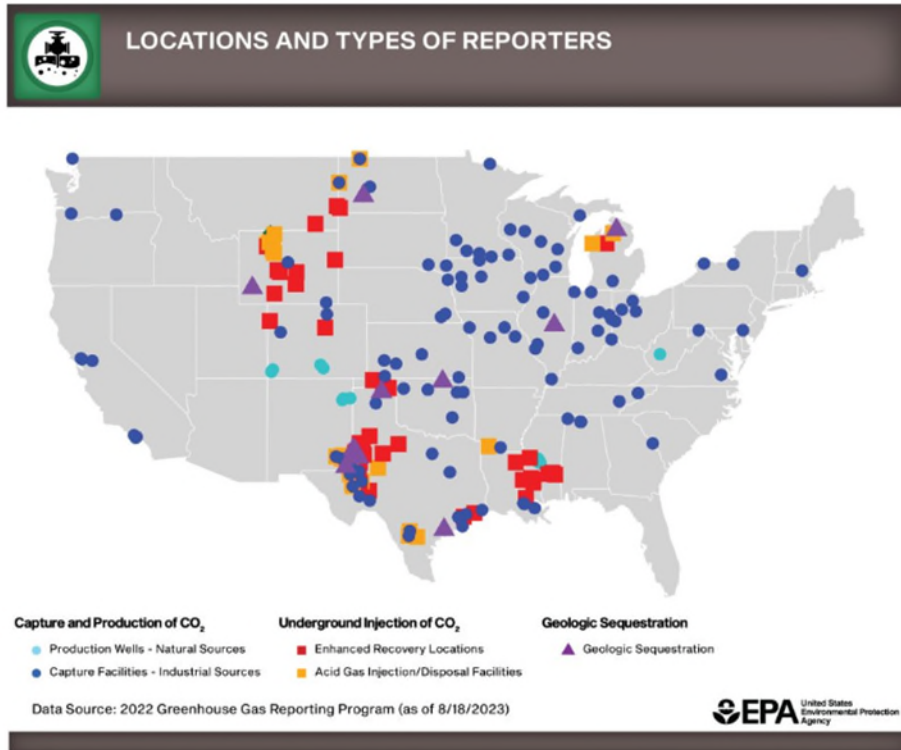 LOCATIONS AND TYPES OF REPORTERS
Capture and Production of CO₂
Production Wells - Natural Sources
Capture Facilities - Industrial Sources
Underground Injection of CO₂
Enhanced Recovery Locations
Acid Gas Injection/Disposal Facilities
Geologic Sequestration
Geologic Sequestration
Data Source: 2022 Greenhouse Gas Reporting Program (as of 8/18/2023)
EPA
United States
Environmental Protection
Agency